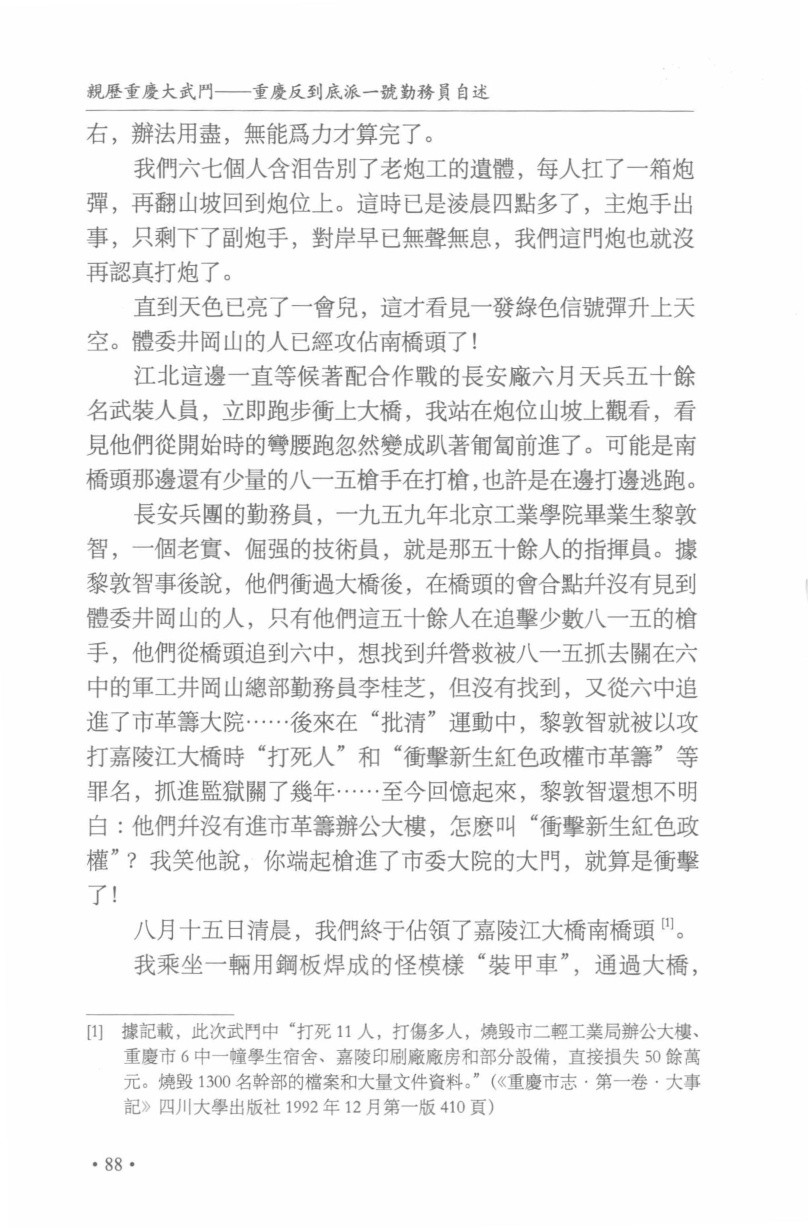 親歷重慶大武鬥——重慶反到底派一號勤務員自述
右，辦法用盡，無能爲力才算完了。
我們六七個人含泪告別了老炮工的遺體，每人扛了一箱炮
彈，再翻山坡回到炮位上。這時已是淩晨四點多了，主炮手出
事，只剩下了副炮手，對岸早已無聲無息，我們這門炮也就沒
再認真打炮了。
直到天色已亮了一會兒，這才看見一發綠色信號彈升上天
空。體委井岡山的人已經攻佔南橋頭了！
江北這邊一直等候著配合作戰的長安廠六月天兵五十餘
名武裝人員，立即跑步衝上大橋，我站在炮位山坡上觀看，看
見他們從開始時的彎腰跑忽然變成趴著匍匐前進了。可能是南
橋頭那邊還有少量的八一五槍手在打槍，也許是在邊打邊逃跑。
長安兵團的勤務員，一九五九年北京工業學院畢業生黎敦
智，一個老實、倔强的技術員，就是那五十餘人的指揮員。據
黎敦智事後說，他們衝過大橋後，在橋頭的會合點幷沒有見到
體委井岡山的人，只有他們這五十餘人在追擊少數八一五的槍
手，他們從橋頭追到六中，想找到幷營救被八一五抓去關在六
中的軍工井岡山總部勤務員李桂芝，但沒有找到，又從六中追
進了市革籌大院……後來在“批清”運動中，黎敦智就被以攻
打嘉陵江大橋時“打死人”和“衝擊新生紅色政權市革籌”等
罪名，抓進監獄關了幾年……至今回憶起來，黎敦智還想不明
白：他們幷沒有進市革籌辦公大樓，怎麽叫“衝擊新生紅色政
權”？我笑他說，你端起槍進了市委大院的大門，就算是衝擊
了！
八月十五日清晨，我們終于佔領了嘉陵江大橋南橋頭[1]。
我乘坐一輛用鋼板焊成的怪模樣“裝甲車”，通過大橋，
[1] 據記載，此次武鬥中“打死 11 人，打傷多人，燒毀市二輕工業局辦公大樓、
重慶市 6 中一幢學生宿舍、嘉陵印刷廠廠房和部分設備，直接損失 50 餘萬
元。燒毀 1300 名幹部的檔案和大量文件資料。”（《重慶市志 · 第一卷 · 大事
記》四川大學出版社 1992 年 12 月第一版 410 頁）
• 88 •